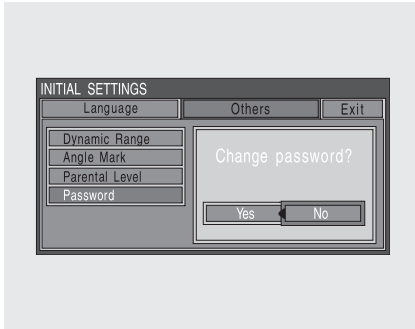 INITIAL SETTINGS
Language Others Exit
Dynamic Range
Angle Mark
Parental Level
Password
Change password?
Yes No